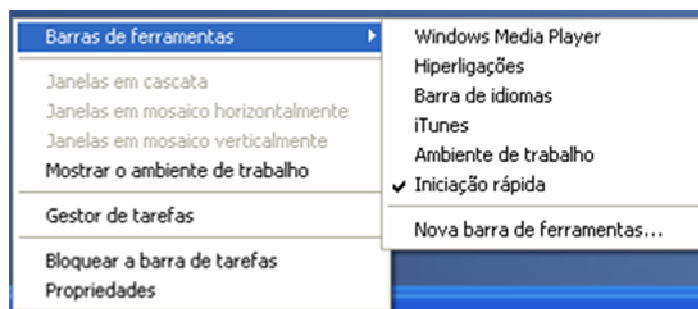 Barras de ferramentas
Janelas em cascata
Janelas em mosaico horizontalmente
Janelas em mosaico verticalmente
Mostrar o ambiente de trabalho
Gestor de tarefas
Bloquear a barra de tarefas
Propriedades
Windows Media Player
Hiperligações
Barra de idiomas
iTunes
Ambiente de trabalho
Iniciação rápida
Nova barra de ferramentas...